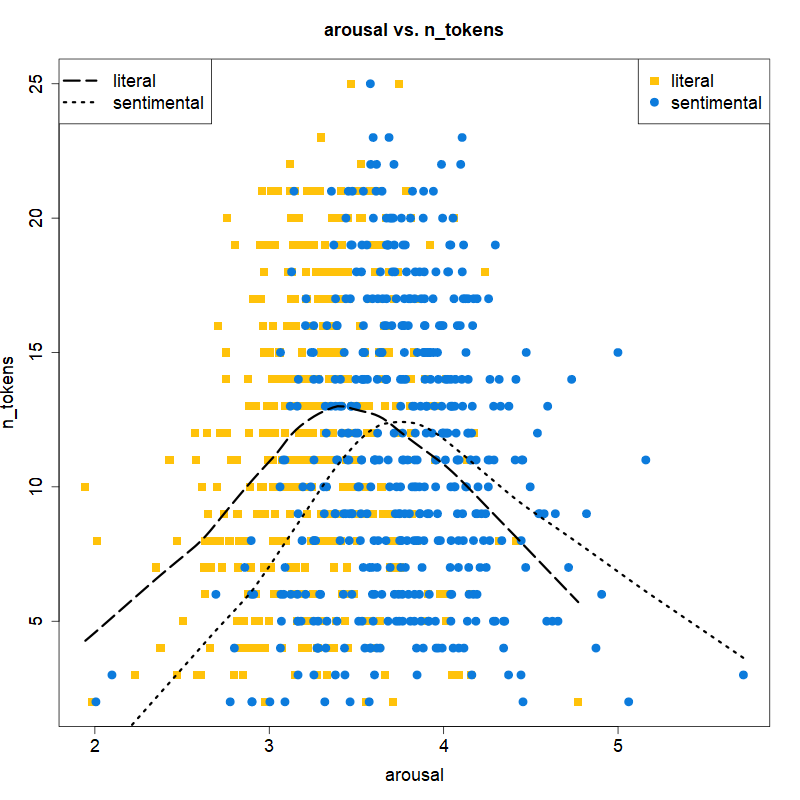 arousal vs. n_tokens
literal
sentimental
literal
sentimental
25
20
15
10
5
n_tokens
2 3 4 5
arousal